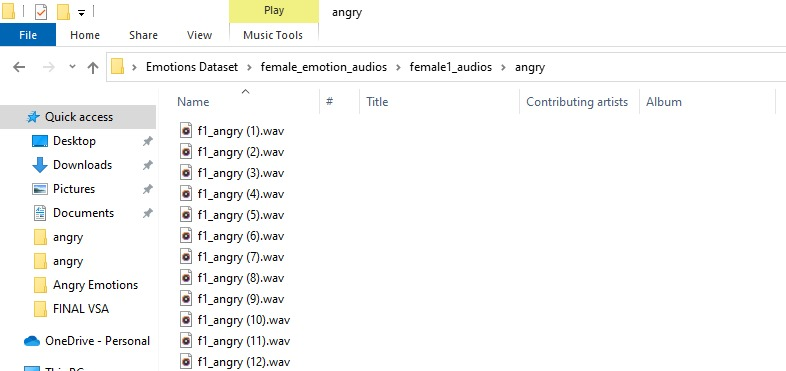 Play
angry
File
Home
Share
View
Music Tools
Emotions Dataset > female_emotion_audios > female1_audios > angry
Name
#
Title
Contributing artists
Album
Quick access
Desktop
Downloads
Pictures
Documents
angry
angry
Angry Emotions
FINAL VSA
OneDrive - Personal
This PC
f1_angry (1).wav
f1_angry (2).wav
f1_angry (3).wav
f1_angry (4).wav
f1_angry (5).wav
f1_angry (6).wav
f1_angry (7).wav
f1_angry (8).wav
f1_angry (9).wav
f1_angry (10).wav
f1_angry (11).wav
f1_angry (12).wav